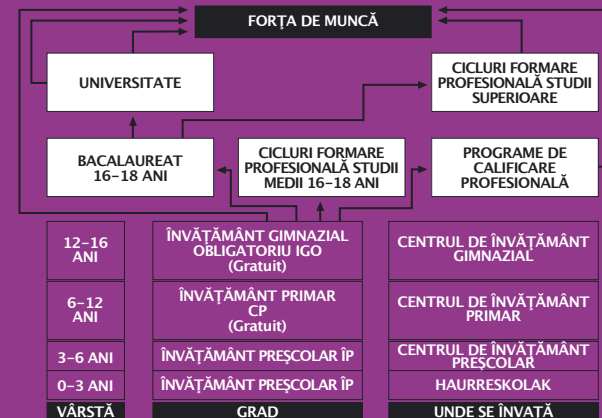 FORȚA DE MUNCĂ
UNIVERSITATE
CICLURI FORMARE
PROFESIONALĂ STUDII
SUPERIOARE
BACALAUREAT
16-18 ANI
CICLURI FORMARE
PROFESIONALĂ STUDII
MEDII 16-18 ANI
PROGRAME DE
CALIFICARE
PROFESIONALĂ
12-16
ANI
ÎNVĂȚĂMÂNT GIMNAZIAL
OBLIGATORIU IGO
(Gratuit)
CENTRUL DE ÎNVĂȚĂMÂNT
GIMNAZIAL
6-12
ANI
ÎNVĂȚĂMÂNT PRIMAR
CP
(Gratuit)
CENTRUL DE ÎNVĂȚĂMÂNT
PRIMAR
3-6 ANI
ÎNVĂȚĂMÂNT PREȘCOLAR ÎP
CENTRUL DE ÎNVĂȚĂMÂNT
PREȘCOLAR
0-3 ANI
ÎNVĂȚĂMÂNT PREȘCOLAR ÎP
HAURRESKOLAK
VÂRSTĂ
GRAD
UNDE SE ÎNVAȚĂ